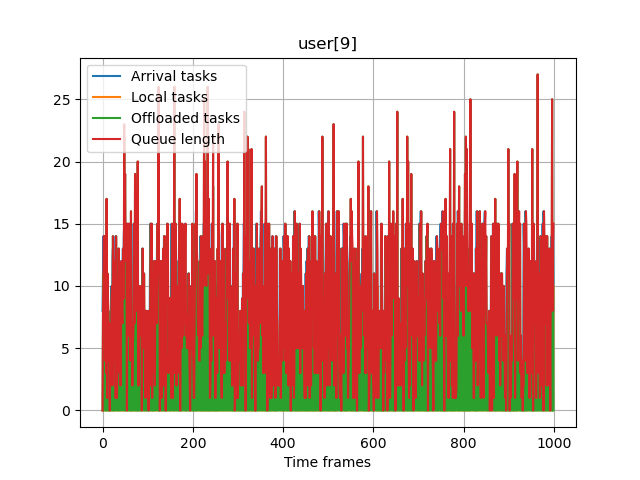 user[9]
Arrival tasks
Local tasks
Offloaded tasks
Queue length
25
20
15
10
5
0
0 200 400 600 800 1000
Time frames